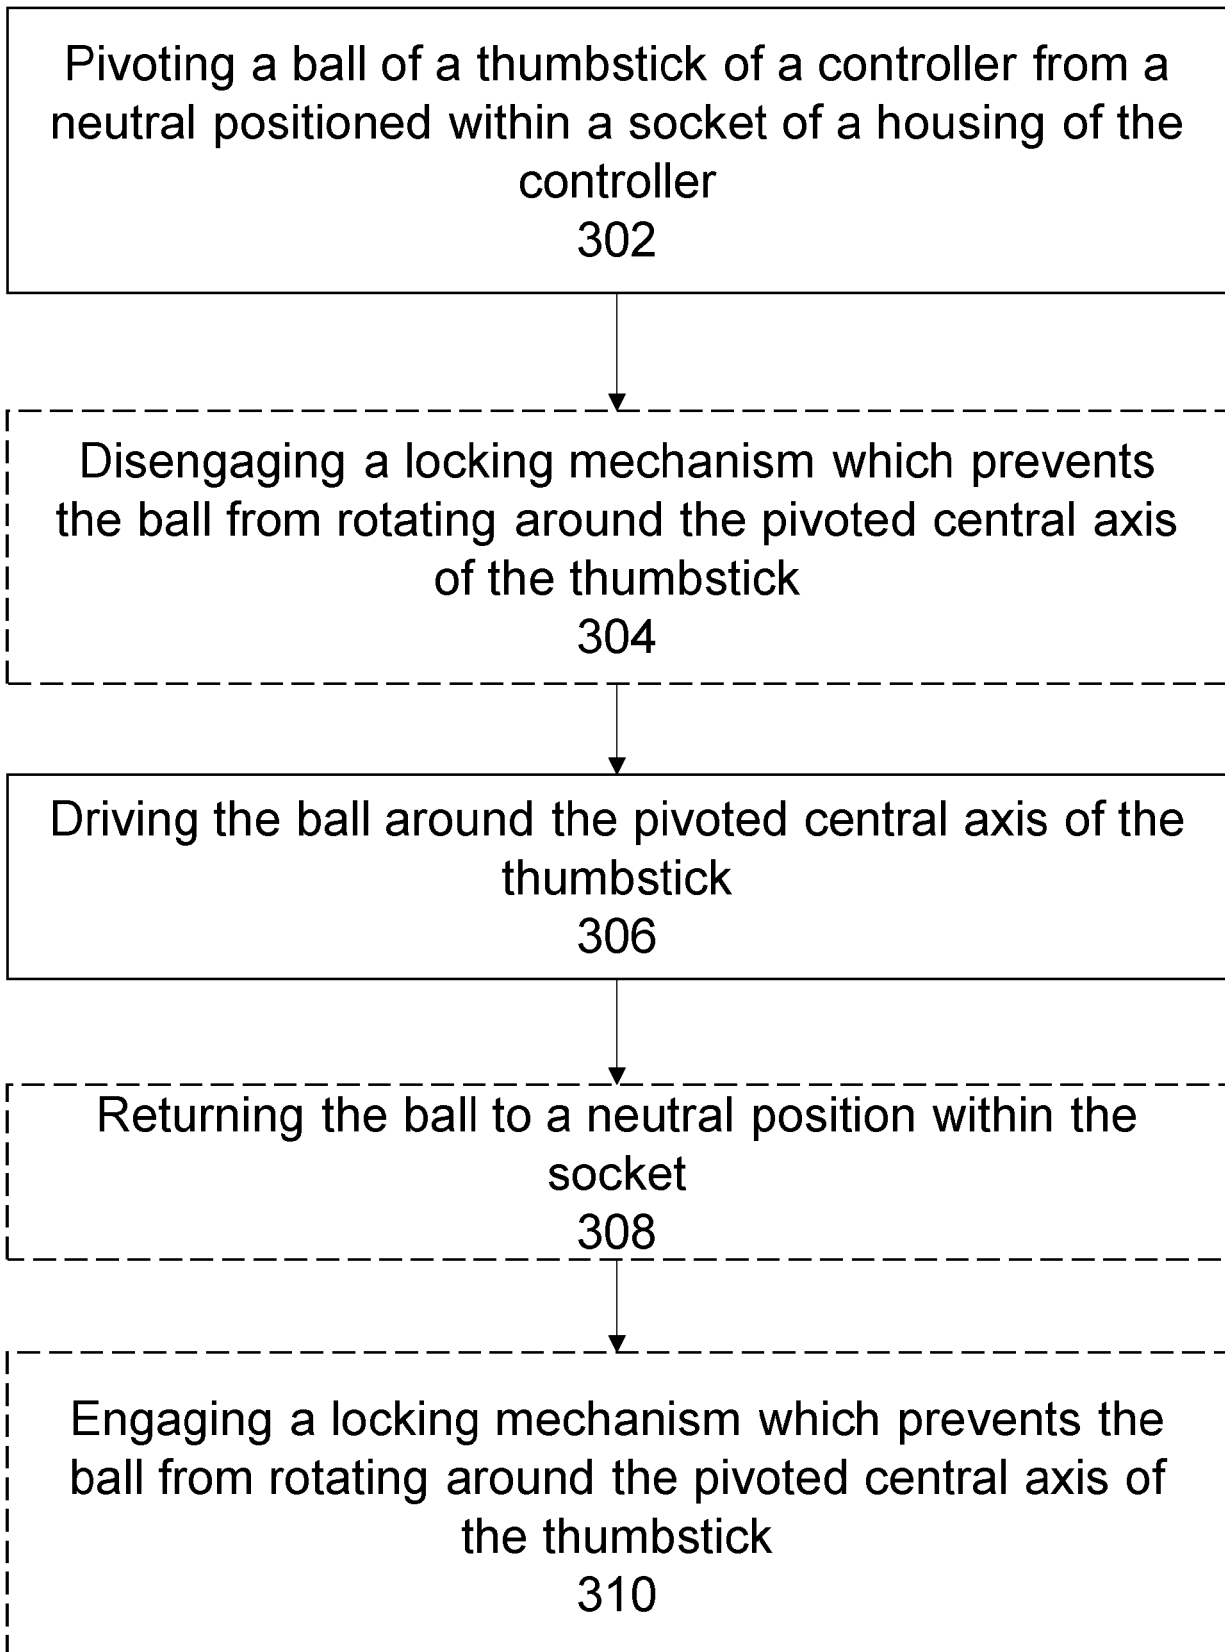 Pivoting a ball of a thumbstick of a controller from a
neutral positioned within a socket of a housing of the
controller
302
Disengaging a locking mechanism which prevents
the ball from rotating around the pivoted central axis
of the thumbstick
304
Driving the ball around the pivoted central axis of the
thumbstick
306
Returning the ball to a neutral position within the
socket
308
Engaging a locking mechanism which prevents the
ball from rotating around the pivoted central axis of
the thumbstick
310